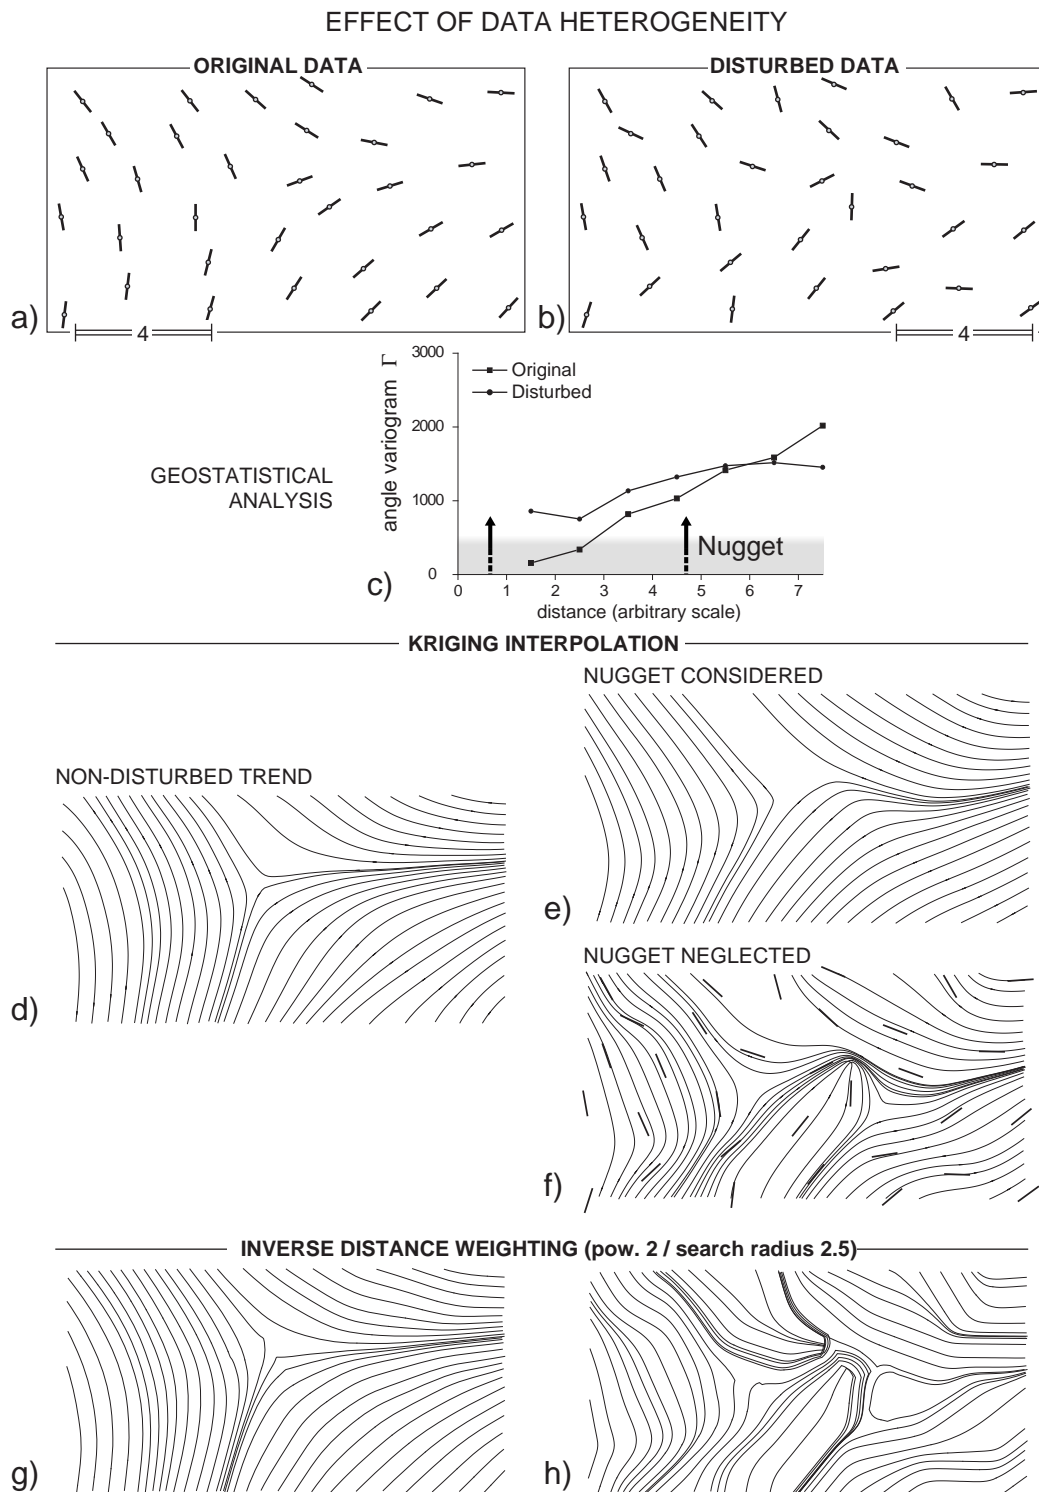 EFFECT OF DATA HETEROGENEITY
ORIGINAL DATA
DISTURBED DATA
a)
4
b)
4
angle variogram Γ
3000
2000
1000
0
Original
Disturbed
GEOSTATISTICAL
ANALYSIS
Nugget
c)
0 1 2 3 4 5 6 7
distance (arbitrary scale)
KRIGING INTERPOLATION
NUGGET CONSIDERED
NON-DISTURBED TREND
e)
NUGGET NEGLECTED
d)
f)
INVERSE DISTANCE WEIGHTING (pow. 2 / search radius 2.5)
g)
h)